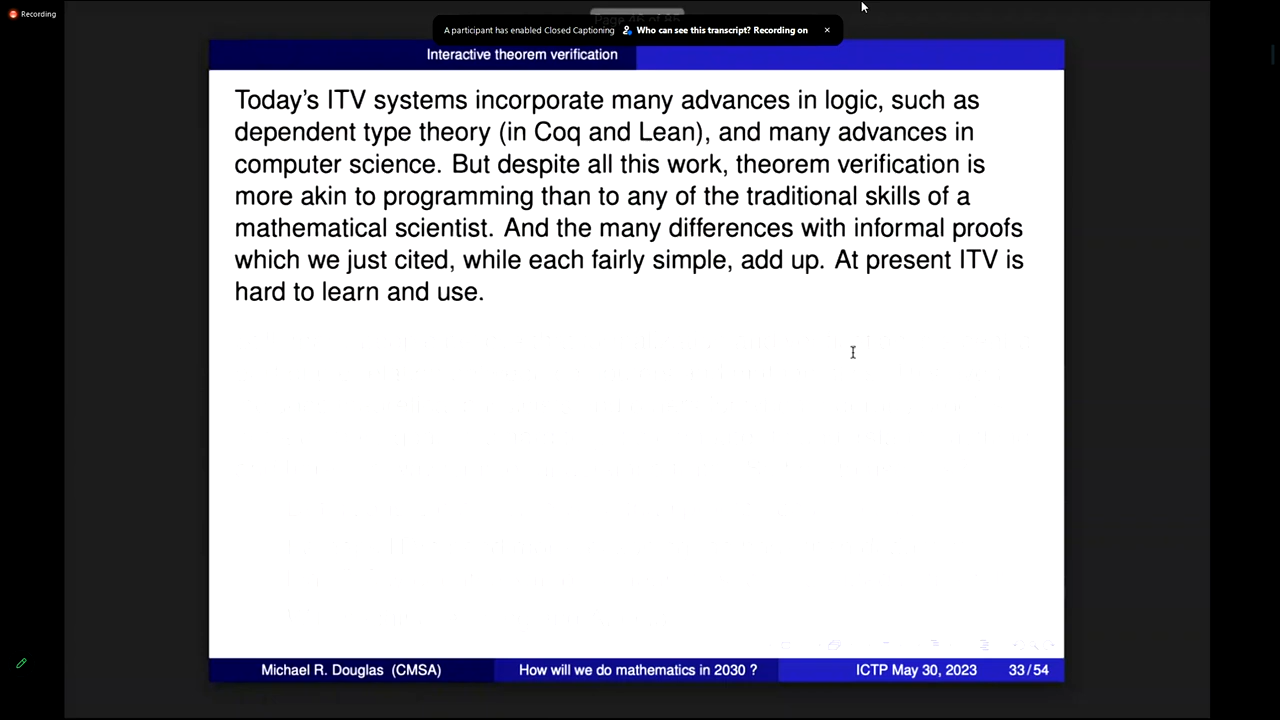 Recording
Page 46 of 85
A participant has enabled Closed Captioning Who can see this transcript? Recording on ×
Interactive theorem verification
Today's ITV systems incorporate many advances in logic, such as
dependent type theory (in Coq and Lean), and many advances in
computer science. But despite all this work, theorem verification is
more akin to programming than to any of the traditional skills of a
mathematical scientist. And the many differences with informal proofs
which we just cited, while each fairly simple, add up. At present ITV is
hard to learn and use.
Michael R. Douglas (CMSA) How will we do mathematics in 2030 ? ICTP May 30, 2023 33 / 54